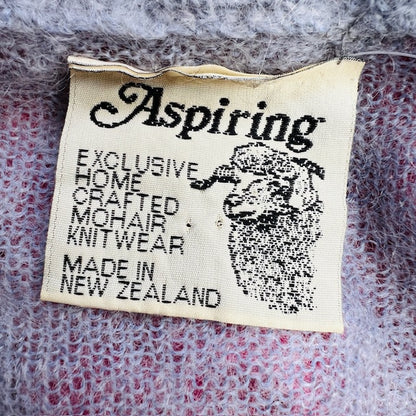 Aspiring
EXCLUSIVE
HOME
CRAFTED
MOHAIR
KNITWEAR
MADE IN
NEW ZEALAND